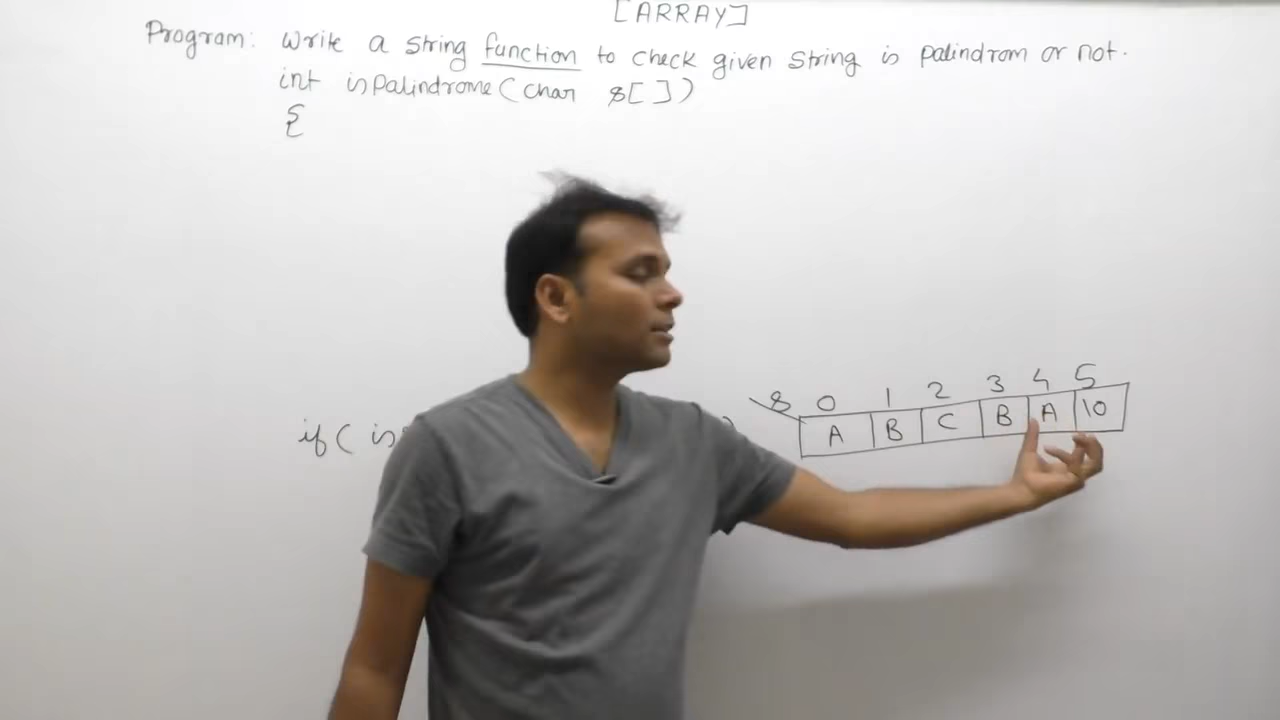 [ARRAY]
Program: Write a string function to check given string is palindrom or not.
int ispalindrome(char s[])
{
s 0 1 2 3 4 5
if( is )
A B C B A \0